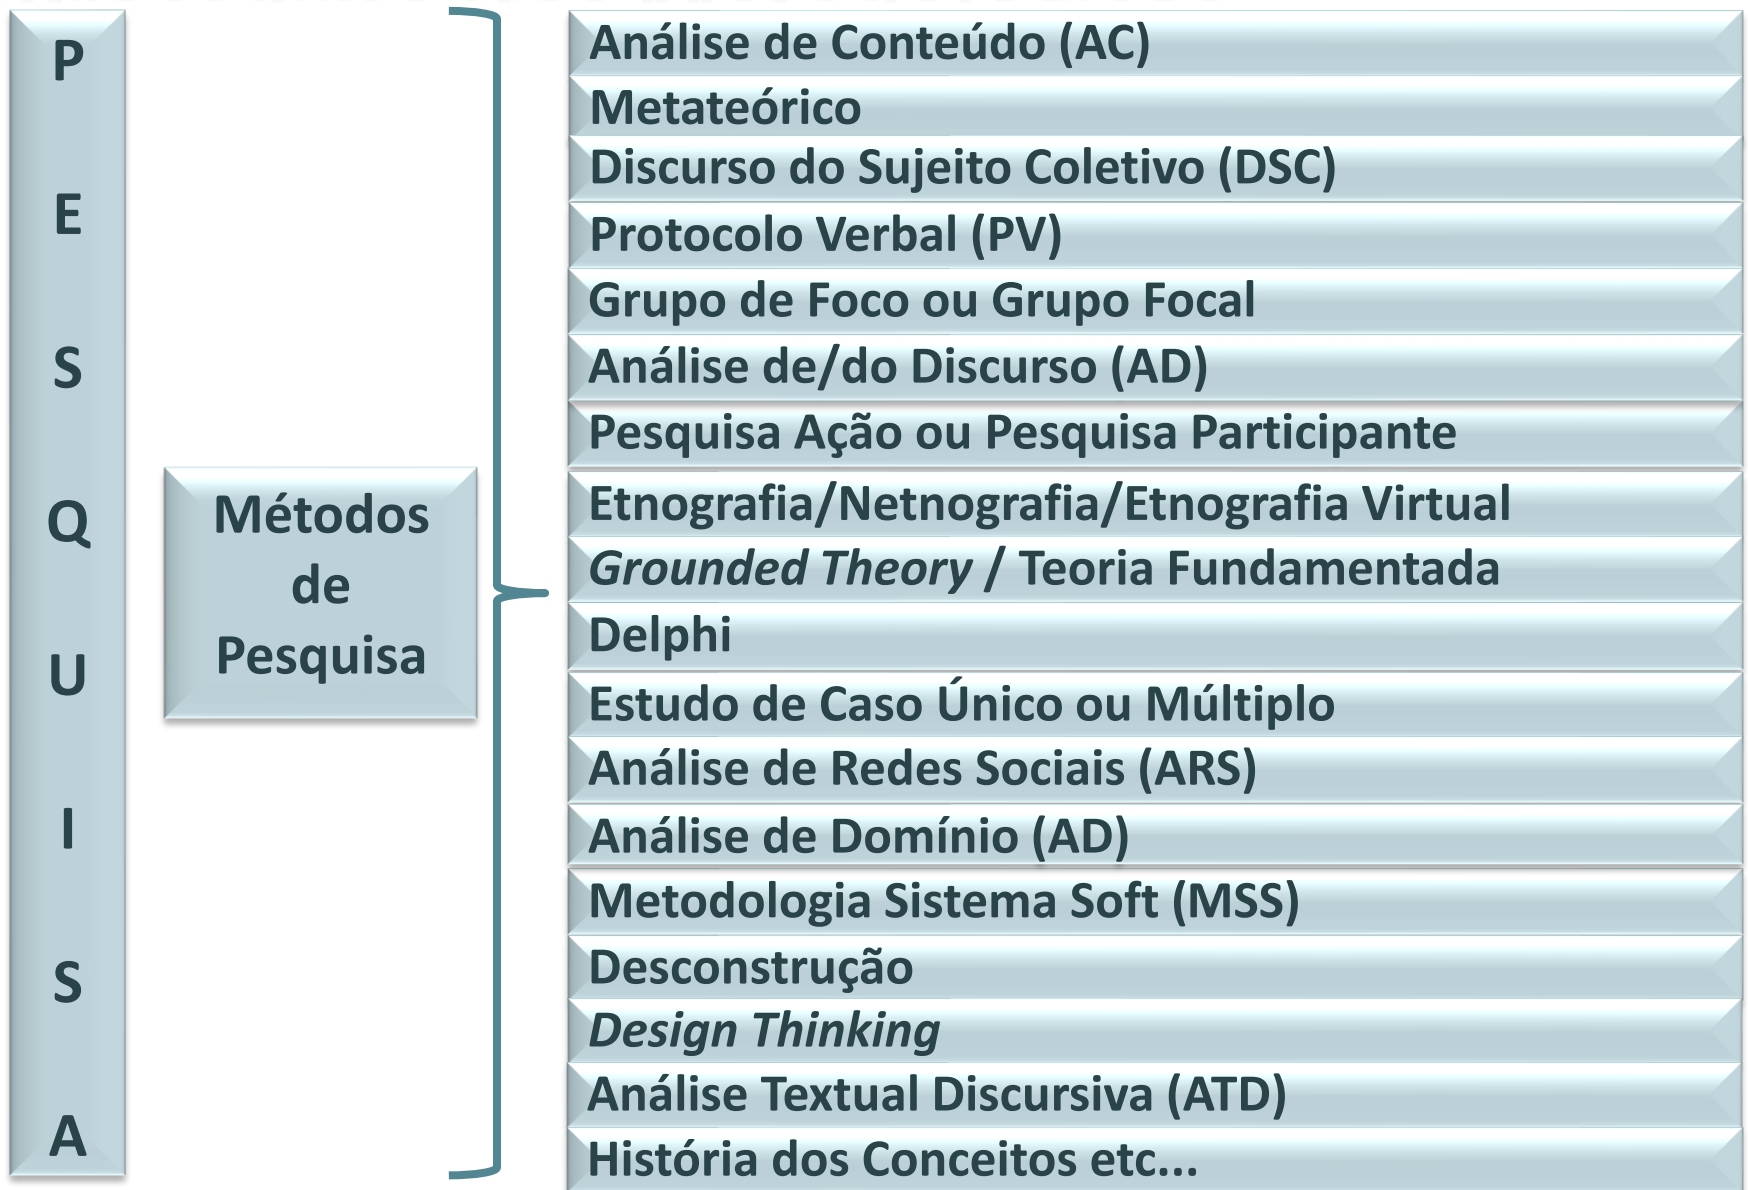 P
E
S
Q
U
I
S
A
Métodos
de
Pesquisa
Análise de Conteúdo (AC)
Metateórico
Discurso do Sujeito Coletivo (DSC)
Protocolo Verbal (PV)
Grupo de Foco ou Grupo Focal
Análise de/do Discurso (AD)
Pesquisa Ação ou Pesquisa Participante
Etnografia/Netnografia/Etnografia Virtual
Grounded Theory / Teoria Fundamentada
Delphi
Estudo de Caso Único ou Múltiplo
Análise de Redes Sociais (ARS)
Análise de Domínio (AD)
Metodologia Sistema Soft (MSS)
Desconstrução
Design Thinking
Análise Textual Discursiva (ATD)
História dos Conceitos etc...